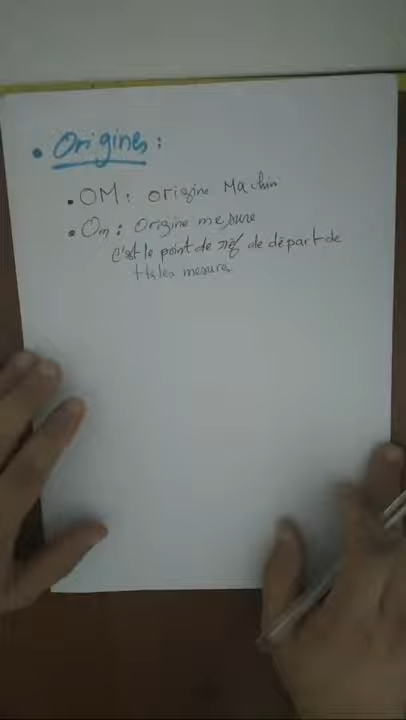 • Origines :
• OM : origine Machin
• Om : Origine mesure
c'est le point de réf de départ de
ttes les mesures.